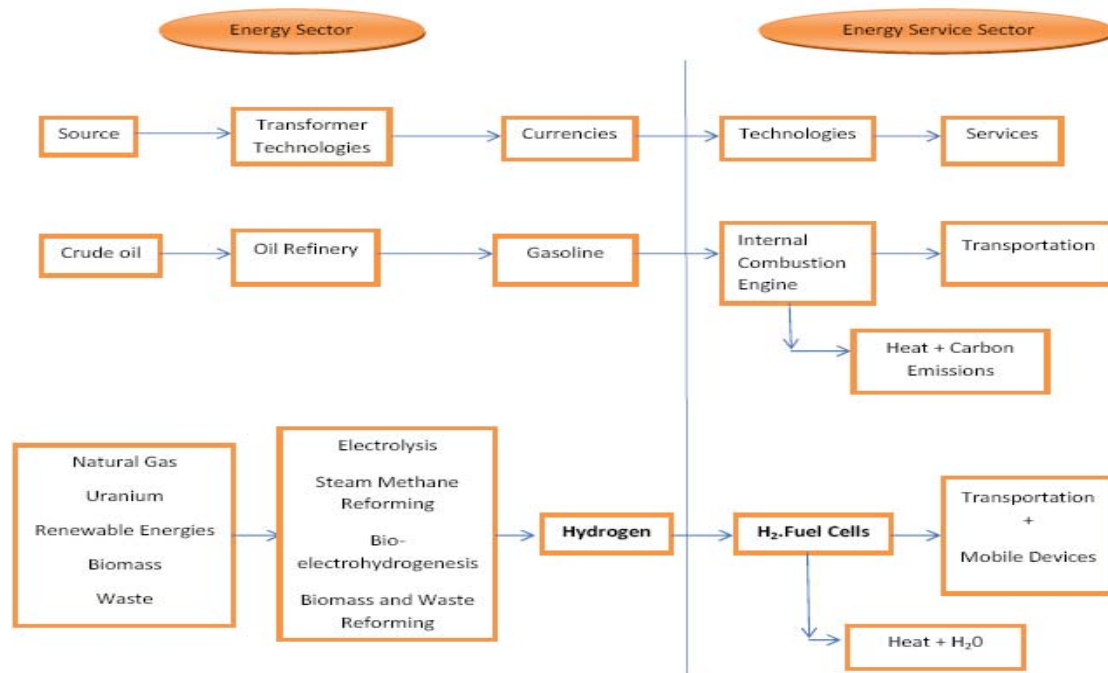 Energy Sector
Energy Service Sector
Source
Transformer
Technologies
Currencies
Technologies
Services
Crude oil
Oil Refinery
Gasoline
Internal
Combustion
Engine
Transportation
Heat + Carbon
Emissions
Natural Gas
Uranium
Renewable Energies
Biomass
Waste
Electrolysis
Steam Methane
Reforming
Bio-
electrohydrogenesis
Biomass and Waste
Reforming
Hydrogen
H₂.Fuel Cells
Transportation
+
Mobile Devices
Heat + H₂0